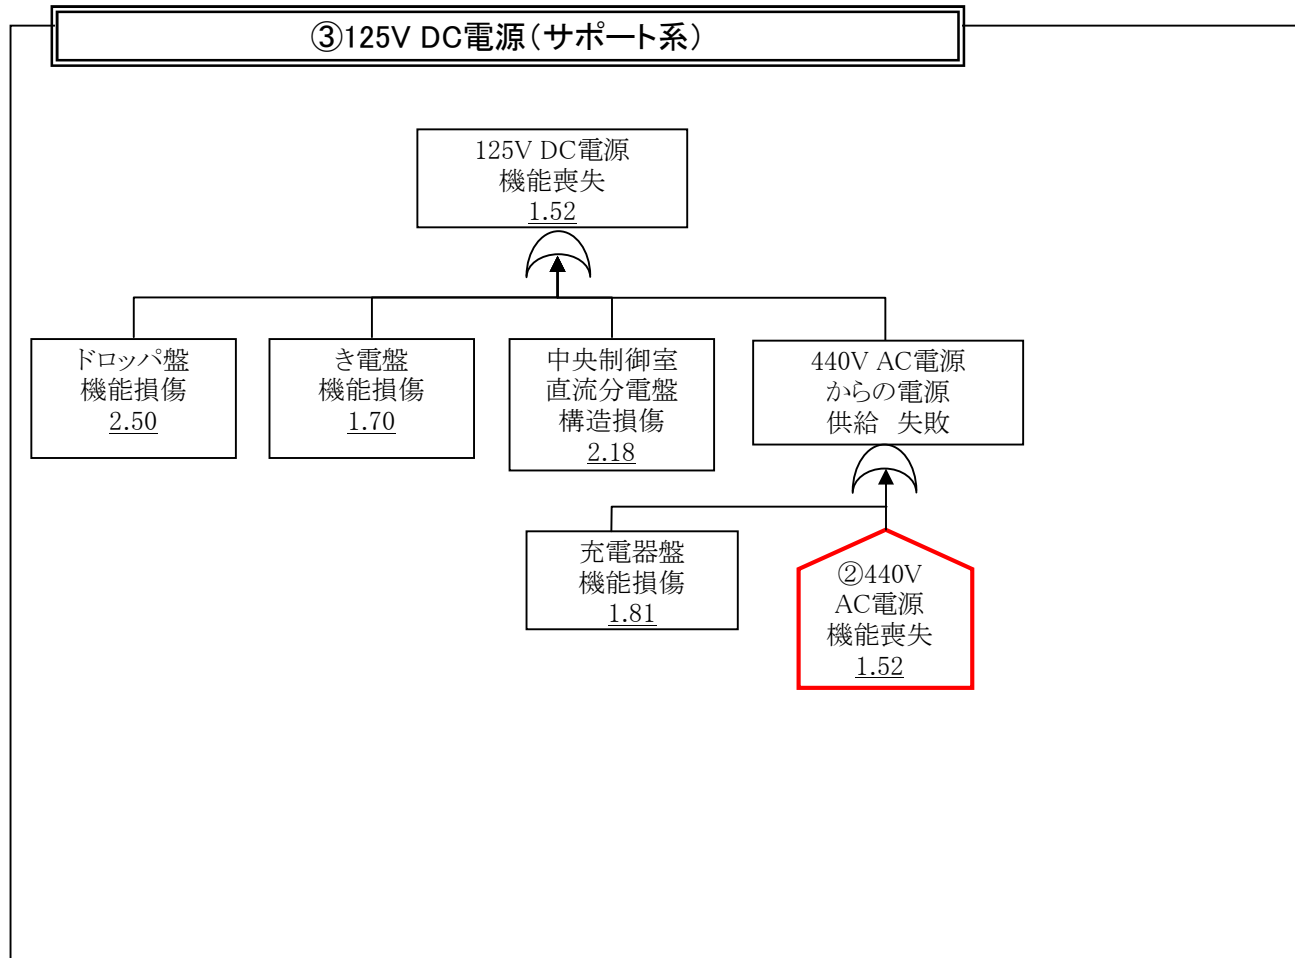 ③125V DC電源（サポート系）
125V DC電源
機能喪失
1.52
ドロッパ盤
機能損傷
2.50
き電盤
機能損傷
1.70
中央制御室
直流分電盤
構造損傷
2.18
440V AC電源
からの電源
供給 失敗
充電器盤
機能損傷
1.81
②440V
AC電源
機能喪失
1.52